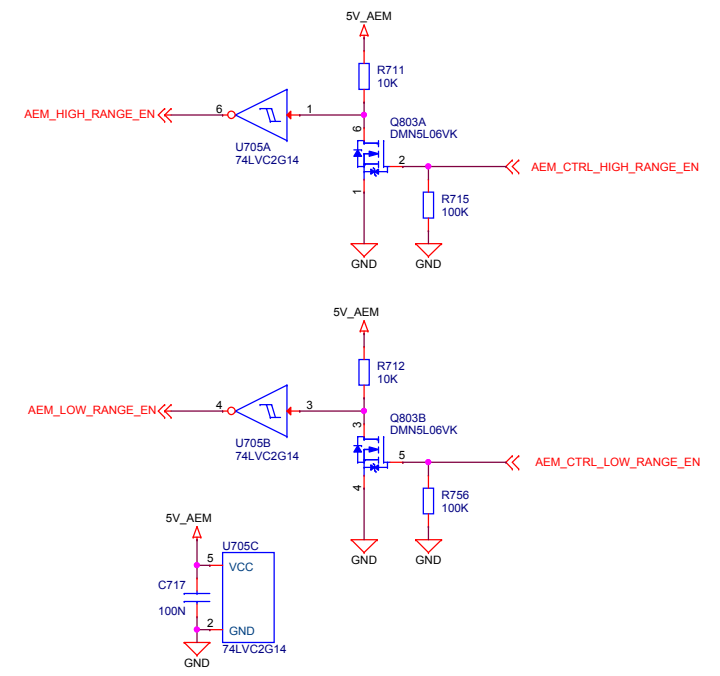 5V_AEM
R711
10K
AEM_HIGH_RANGE_EN
6
1
U705A
74LVC2G14
6
Q803A
DMN5L06VK
2
AEM_CTRL_HIGH_RANGE_EN
1
R715
100K
GND
GND
5V_AEM
R712
10K
AEM_LOW_RANGE_EN
4
3
U705B
74LVC2G14
3
Q803B
DMN5L06VK
5
AEM_CTRL_LOW_RANGE_EN
4
R756
100K
GND
GND
5V_AEM
U705C
5
VCC
C717
100N
2
GND
74LVC2G14
GND